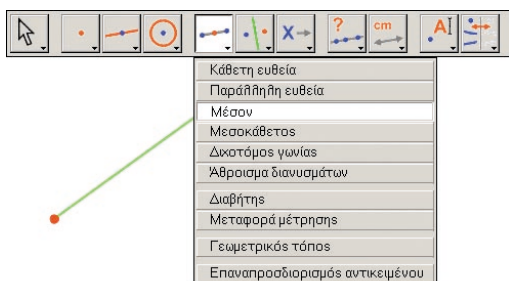 ? cm A
X
Κάθετη ευθεία
Παράλληλη ευθεία
Μέσον
Μεσοκάθετος
Διχοτόμος γωνίας
Άθροισμα διανυσμάτων
Διαβήτης
Μεταφορά μέτρησης
Γεωμετρικός τόπος
Επαναπροσδιορισμός αντικειμένου